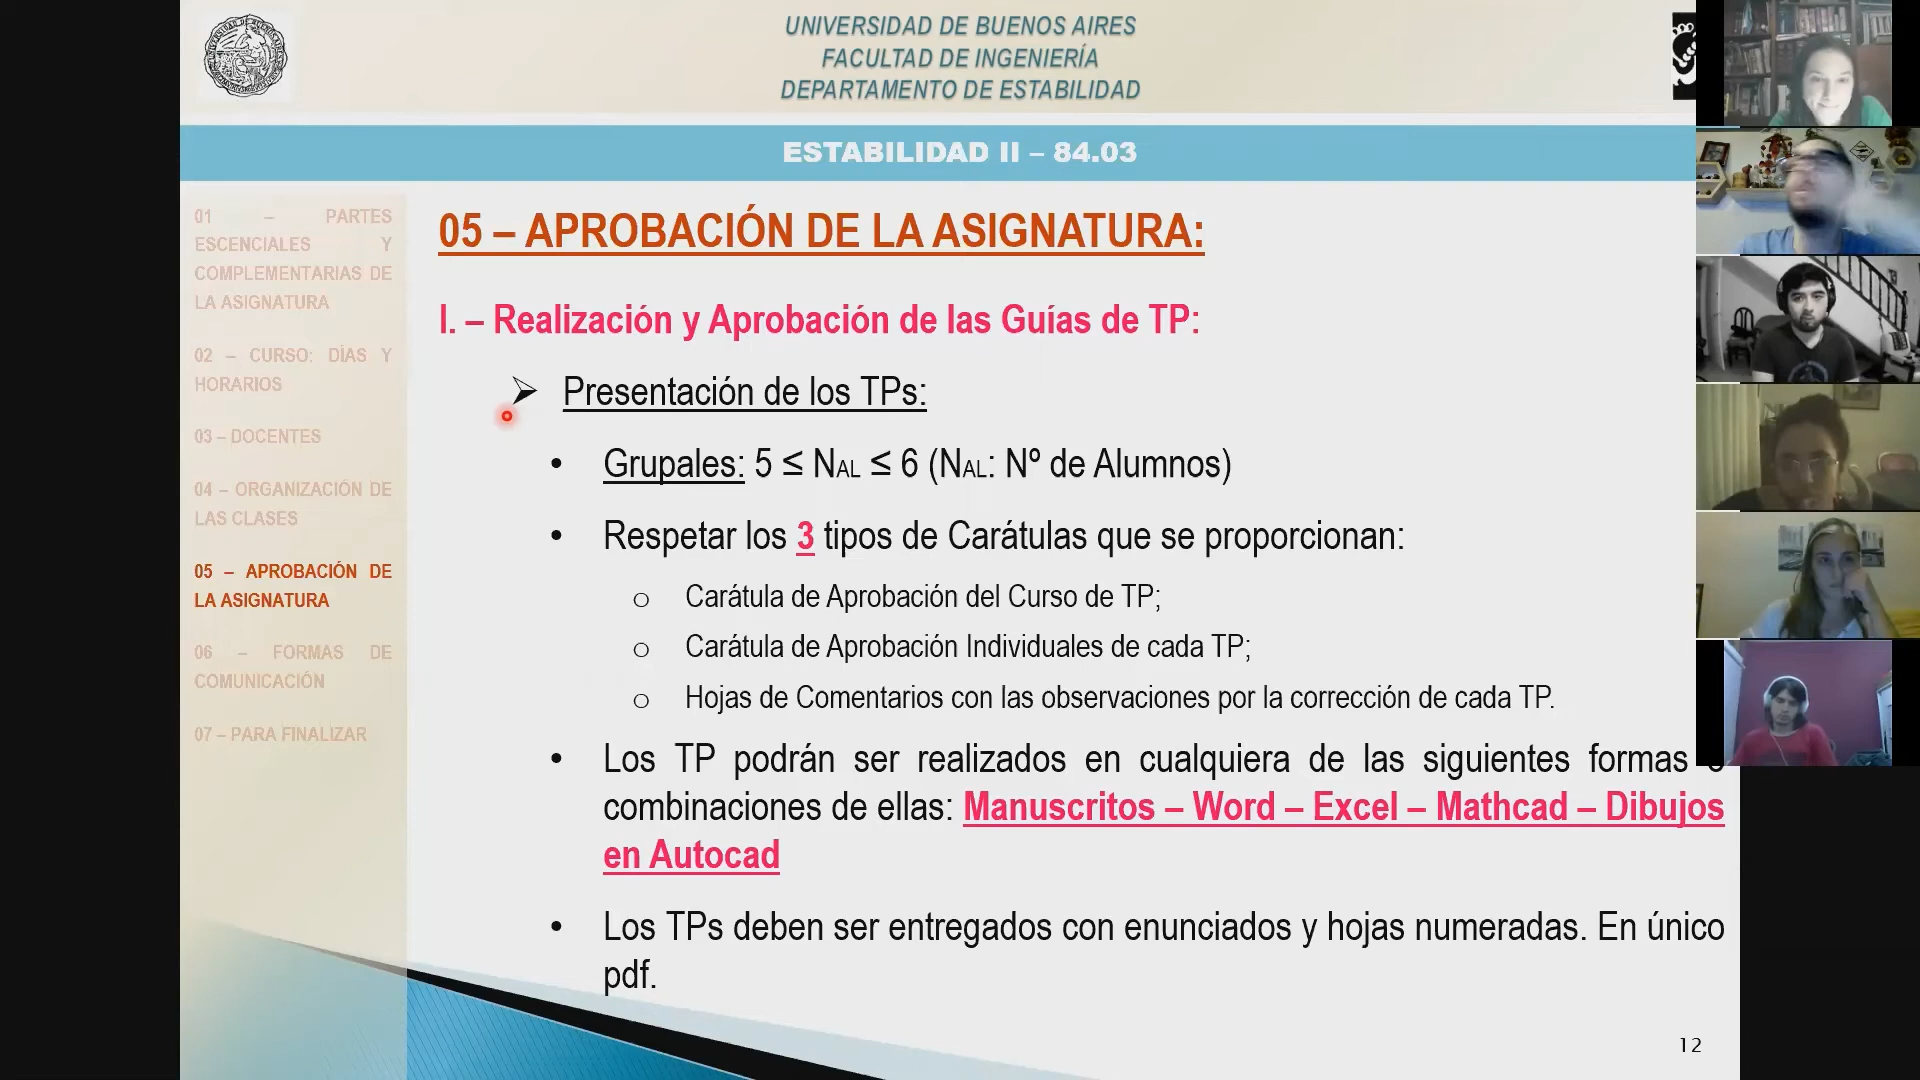 UNIVERSIDAD DE BUENOS AIRES
FACULTAD DE INGENIERÍA
DEPARTAMENTO DE ESTABILIDAD
ESTABILIDAD II – 84.03
01 – PARTES
ESCENCIALES Y
COMPLEMENTARIAS DE
LA ASIGNATURA
02 – CURSO: DÍAS Y
HORARIOS
03 – DOCENTES
04 – ORGANIZACIÓN DE
LAS CLASES
05 – APROBACIÓN DE
LA ASIGNATURA
06 – FORMAS DE
COMUNICACIÓN
07 – PARA FINALIZAR
05 – APROBACIÓN DE LA ASIGNATURA:
I. – Realización y Aprobación de las Guías de TP:
➢ Presentación de los TPs:
• Grupales: 5 ≤ NAL ≤ 6 (NAL: Nº de Alumnos)
• Respetar los 3 tipos de Carátulas que se proporcionan:
o Carátula de Aprobación del Curso de TP;
o Carátula de Aprobación Individuales de cada TP;
o Hojas de Comentarios con las observaciones por la corrección de cada TP.
• Los TP podrán ser realizados en cualquiera de las siguientes formas
combinaciones de ellas: Manuscritos – Word – Excel – Mathcad – Dibujos
en Autocad
• Los TPs deben ser entregados con enunciados y hojas numeradas. En único
pdf.
12